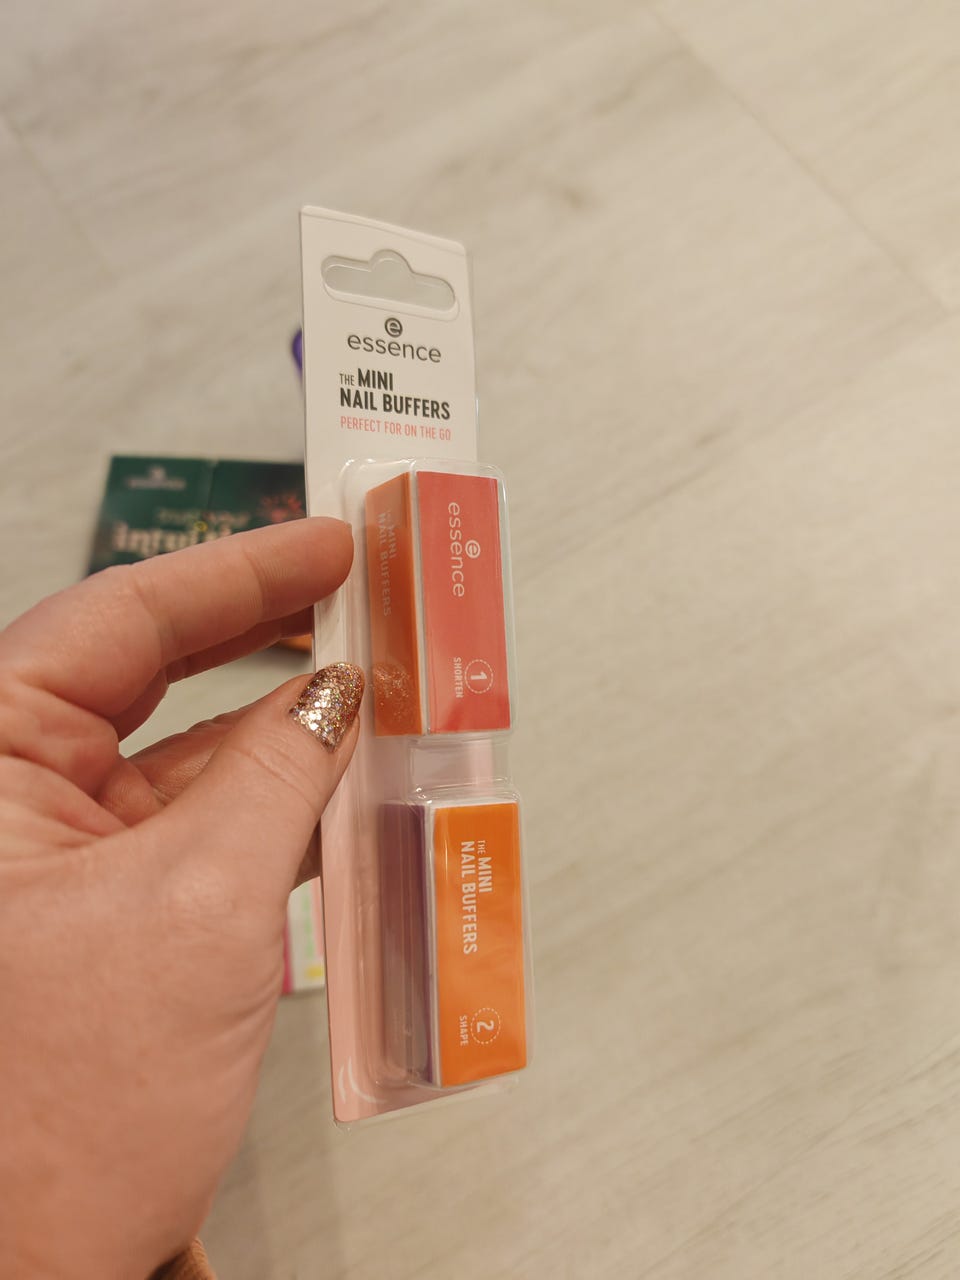 e
essence
THE MINI
NAIL BUFFERS
PERFECT FOR ON THE GO
THE MINI
NAIL BUFFERS
essence
1
SHORTEN
THE MINI
NAIL BUFFERS
2
SHAPE